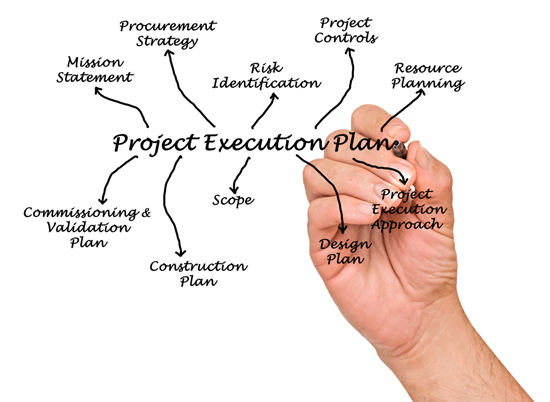 Procurement
Strategy
Project
Controls
Mission
Statement
Risk
Identification
Resource
Planning
Project Execution Plan
Commissioning &
Validation
Plan
Scope
Project
Execution
Approach
Construction
Plan
Design
Plan